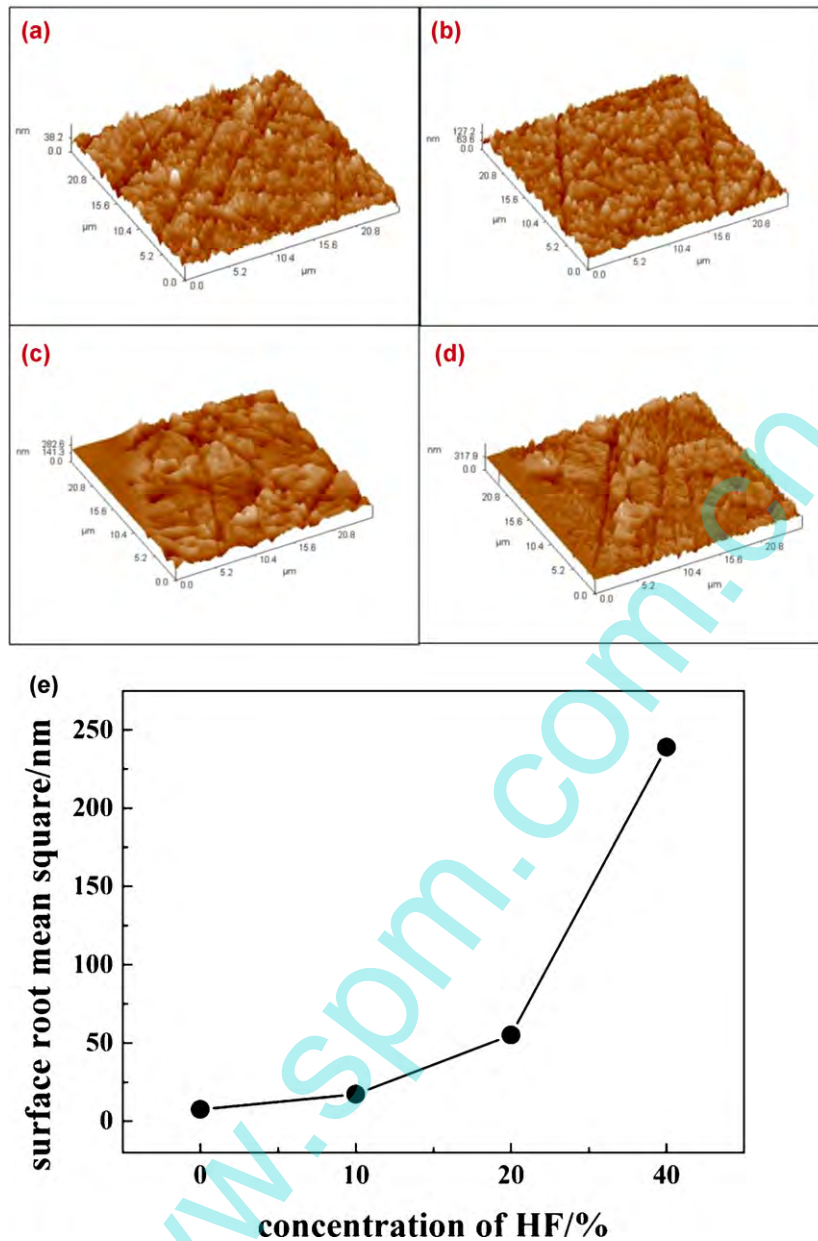 (a)
nm
38.2
0.0
20.8
15.6
µm
10.4
5.2
0.0
0.0
5.2
10.4
µm
15.6
20.8
(b)
nm
127.2
63.6
0.0
20.8
15.6
µm
10.4
5.2
0.0
0.0
5.2
10.4
µm
15.6
20.8
(c)
nm
282.6
141.3
0.0
20.8
15.6
µm
10.4
5.2
0.0
0.0
5.2
10.4
µm
15.6
20.8
(d)
nm
317.9
0.0
20.8
15.6
µm
10.4
5.2
0.0
0.0
5.2
10.4
µm
15.6
20.8
(e)
surface root mean square/nm
250
200
150
100
50
0
0 10 20 40
concentration of HF/%
www.spm.com.cn